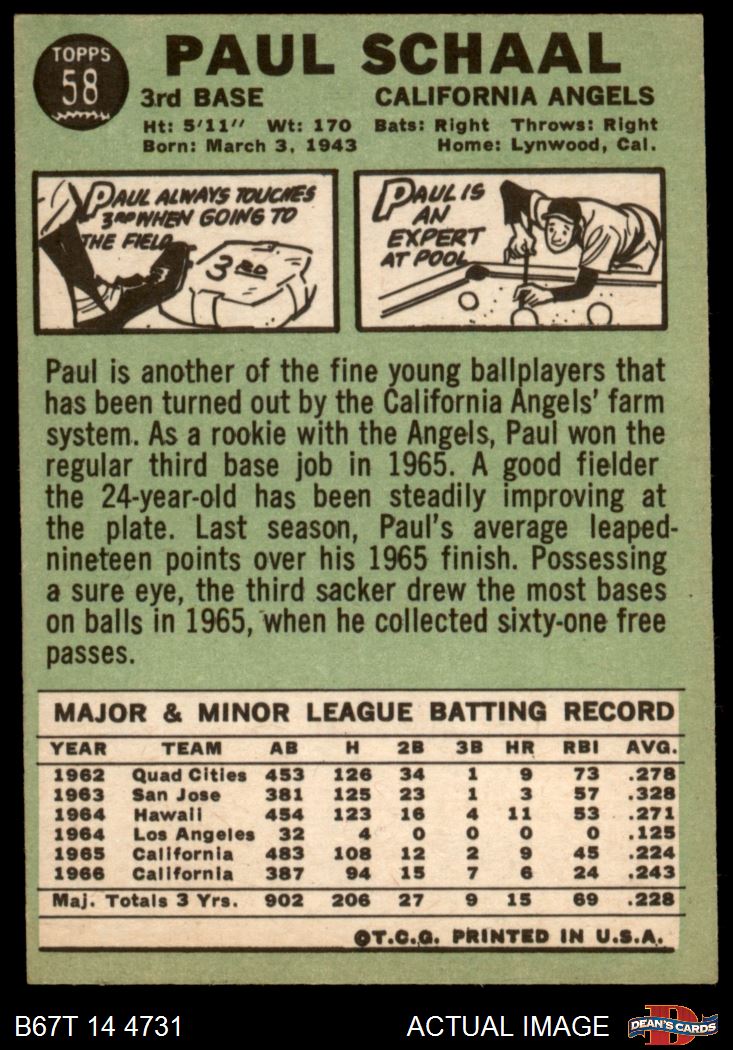 TOPPS
58
PAUL SCHAAL
3rd BASE CALIFORNIA ANGELS
Ht: 5'11" Wt: 170 Bats: Right Throws: Right
Born: March 3, 1943 Home: Lynwood, Cal.
PAUL ALWAYS TOUCHES
3RD WHEN GOING TO
THE FIELD
3RD
PAUL IS
AN
EXPERT
AT POOL
Paul is another of the fine young ballplayers that
has been turned out by the California Angels' farm
system. As a rookie with the Angels, Paul won the
regular third base job in 1965. A good fielder
the 24-year-old has been steadily improving at
the plate. Last season, Paul's average leaped-
nineteen points over his 1965 finish. Possessing
a sure eye, the third sacker drew the most bases
on balls in 1965, when he collected sixty-one free
passes.
MAJOR & MINOR LEAGUE BATTING RECORD
YEAR TEAM AB H 2B 3B HR RBI AVG.
1962 Quad Cities 453 126 34 1 9 73 .278
1963 San Jose 381 125 23 1 3 57 .328
1964 Hawaii 454 123 16 4 11 53 .271
1964 Los Angeles 32 4 0 0 0 0 .125
1965 California 483 108 12 2 9 45 .224
1966 California 387 94 15 7 6 24 .243
Maj. Totals 3 Yrs. 902 206 27 9 15 69 .228
©T.C.G. PRINTED IN U.S.A.
B67T 14 4731 ACTUAL IMAGE D DEAN'S CARDS